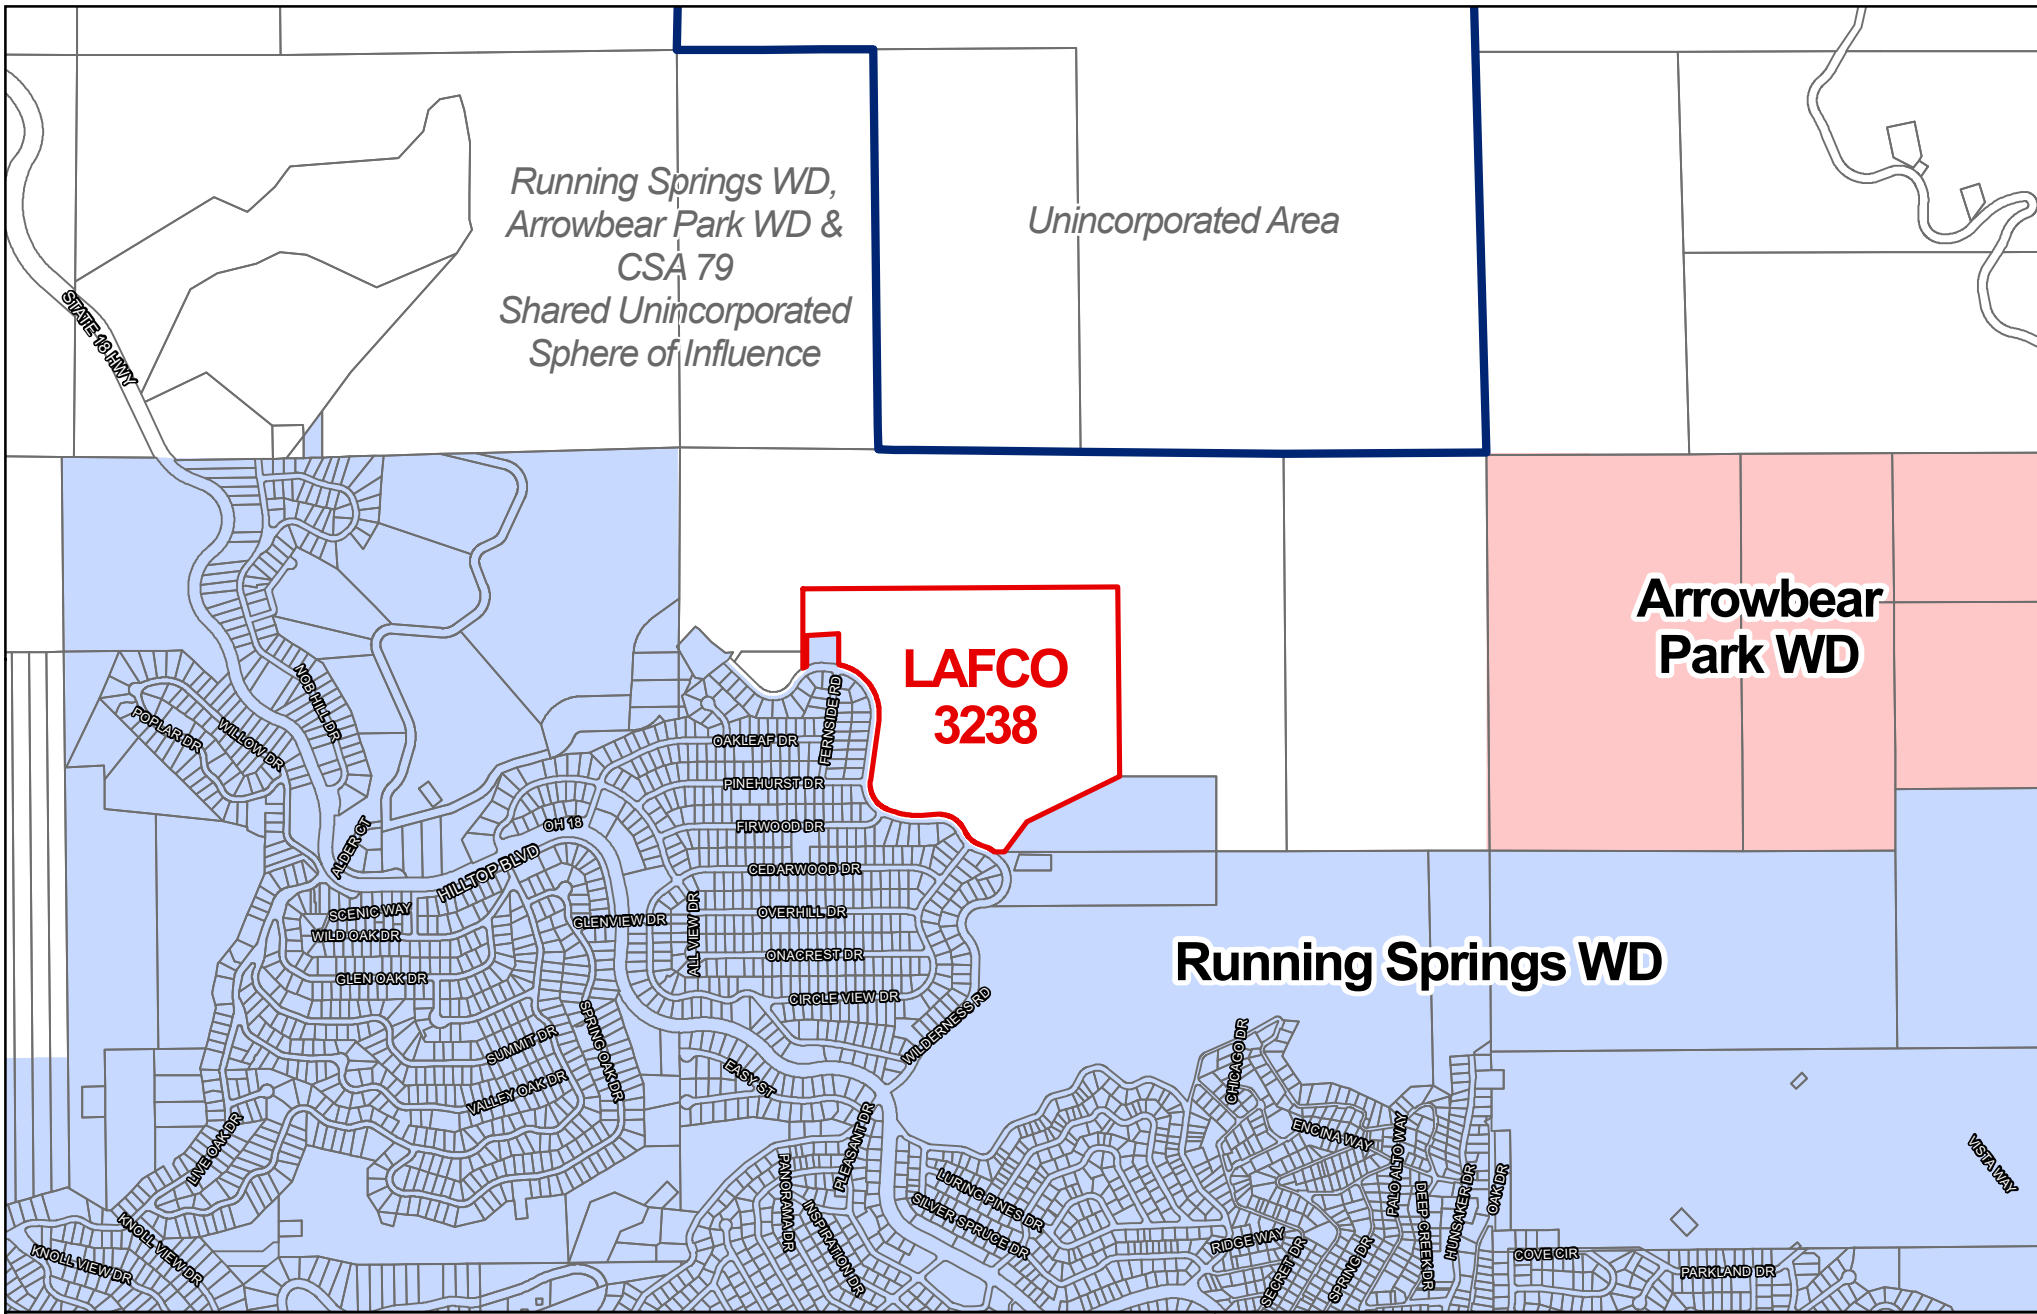 Running Springs WD,
Arrowbear Park WD &
CSA 79
Shared Unincorporated
Sphere of Influence
Unincorporated Area
STATE 18 HWY
Arrowbear
Park WD
LAFCO
3238
NOB HILL DR
POPLAR DR
WILLOW DR
FERNSIDE RD
OAKLEAF DR
PINEHURST DR
OH 18
FIRWOOD DR
ALDER CT
HILLTOP BLVD
CEDARWOOD DR
SCENIC WAY
OVERHILL DR
GLENVIEW DR
ALL VIEW DR
WILD OAK DR
ONACREST DR
Running Springs WD
GLEN OAK DR
CIRCLE VIEW DR
WILDERNESS RD
SPRING OAK DR
SUMMIT DR
EASY ST
VALLEY OAK DR
CHICAGO DR
LIVE OAK DR
PLEASANT DR
ENCINA WAY
PALO ALTO WAY
VISTA WAY
PANORAMA DR
LURING PINES DR
INSPIRATION DR
SILVER SPRUCE DR
DEEP CREEK DR
HUNSAKER DR
OAK DR
KNOLL VIEW DR
KNOLL VIEW DR
RIDGE WAY
SECRET DR
SPRING DR
COVE CIR
PARKLAND DR